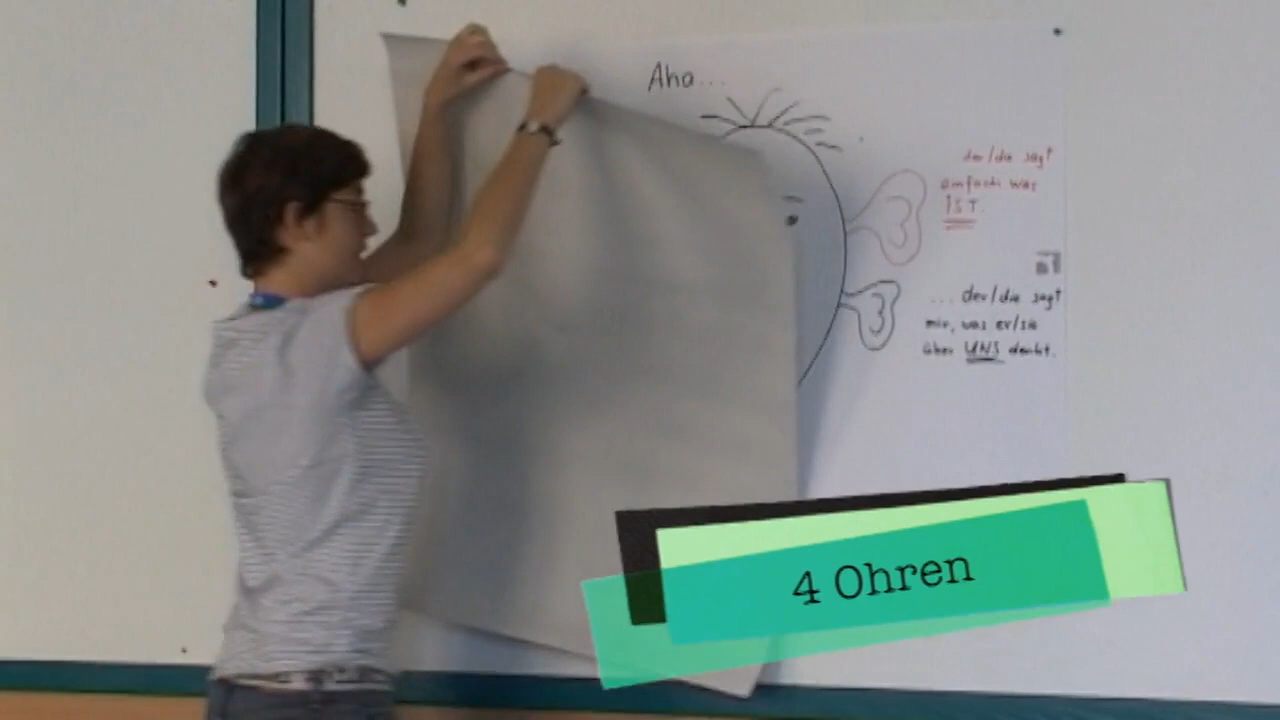 Aha...
der/die sagt
einfach was
IST.
... der/die sagt
mir, was er/sie
über UNS denkt.
4 Ohren